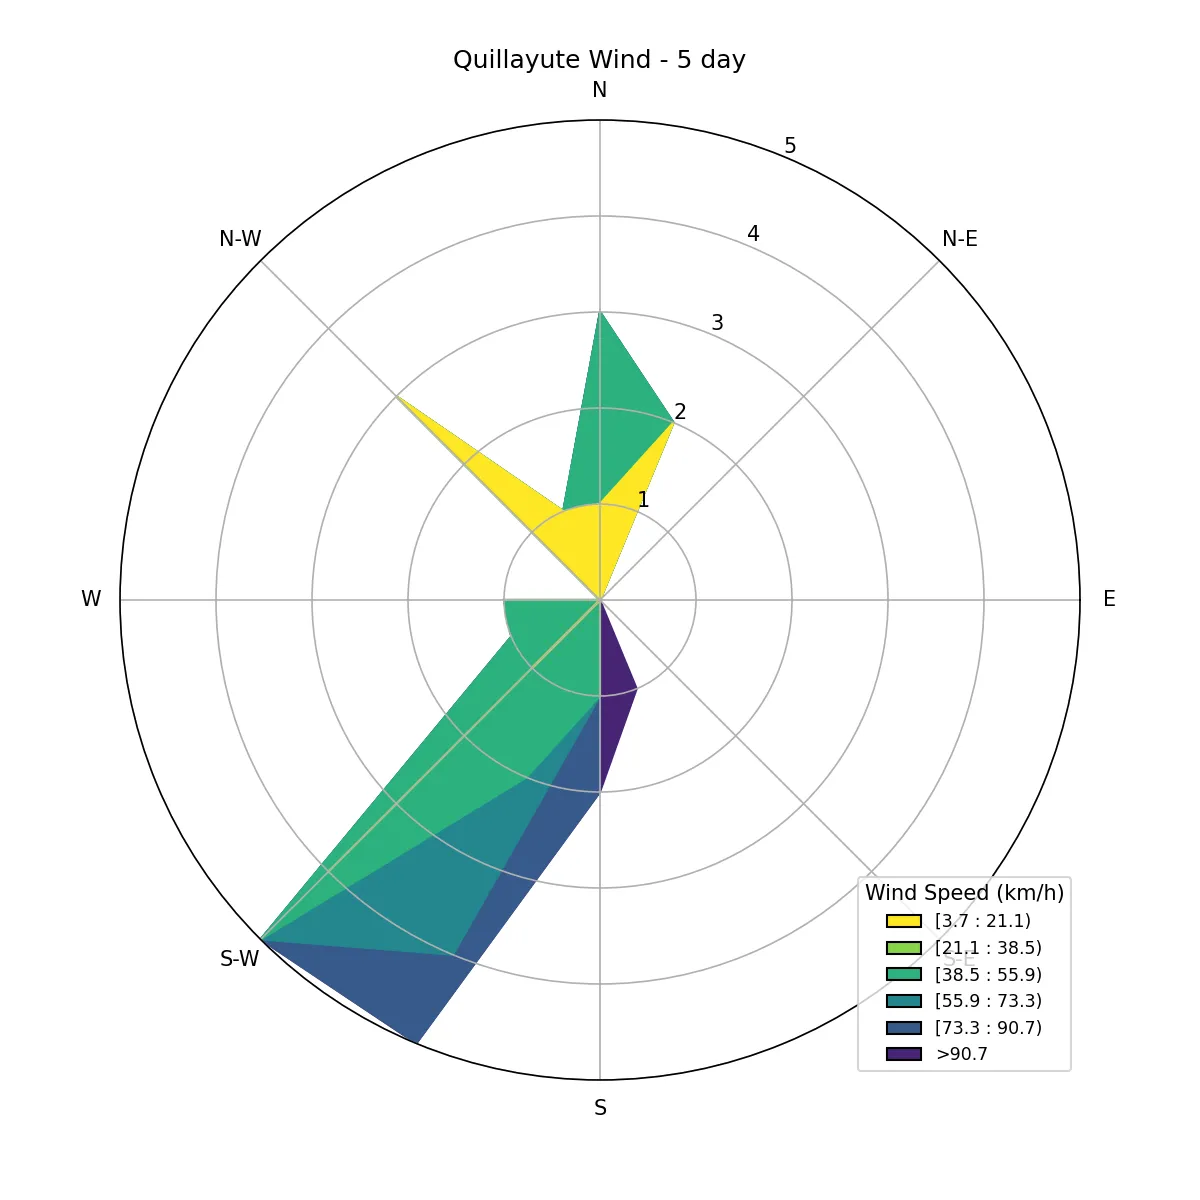 Quillayute Wind - 5 day
N
5
N-W
N-E
4
3
2
1
W
E
Wind Speed (km/h)
[3.7 : 21.1)
[21.1 : 38.5)
S-W
S-E
[38.5 : 55.9)
[55.9 : 73.3)
[73.3 : 90.7)
>90.7
S